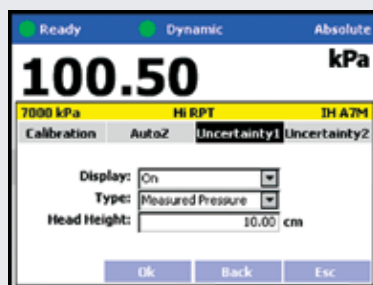 Ready Dynamic Absolute
100.50 kPa
7000 kPa Hi RPT IH A7M
Calibration AutoZ Uncertainty1 Uncertainty2
Display: On
Type: Measured Pressure
Head Height: 10.00 cm
Ok Back Esc